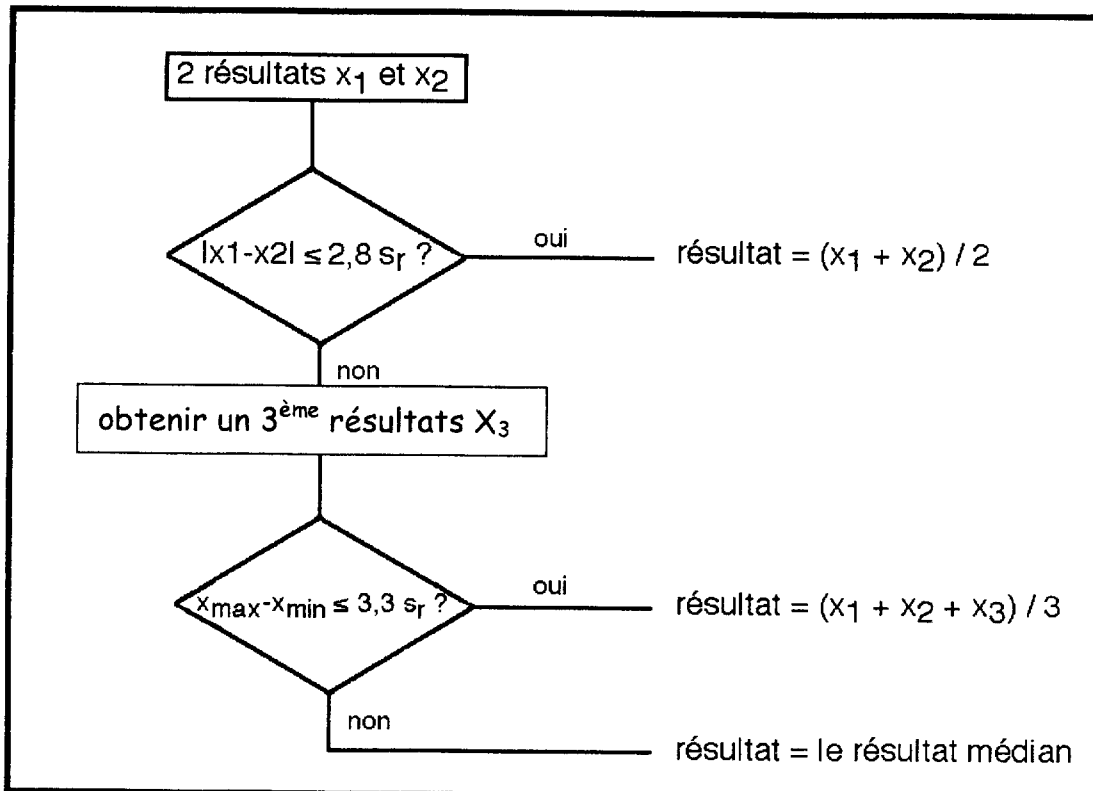 2 résultats x1 et x2
|x1-x2| ≤ 2,8 sr ?
oui
résultat = (x1 + x2) / 2
non
obtenir un 3ème résultats X3
xmax-xmin ≤ 3,3 sr ?
oui
résultat = (x1 + x2 + x3) / 3
non
résultat = le résultat médian